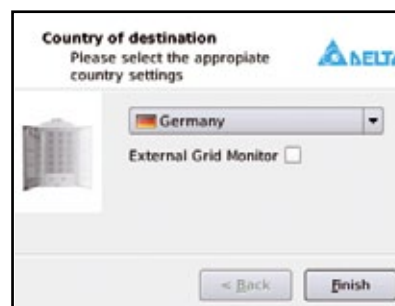 Country of destination
Please select the appropiate
country settings
DELTA
Germany
External Grid Monitor
< Back
Finish